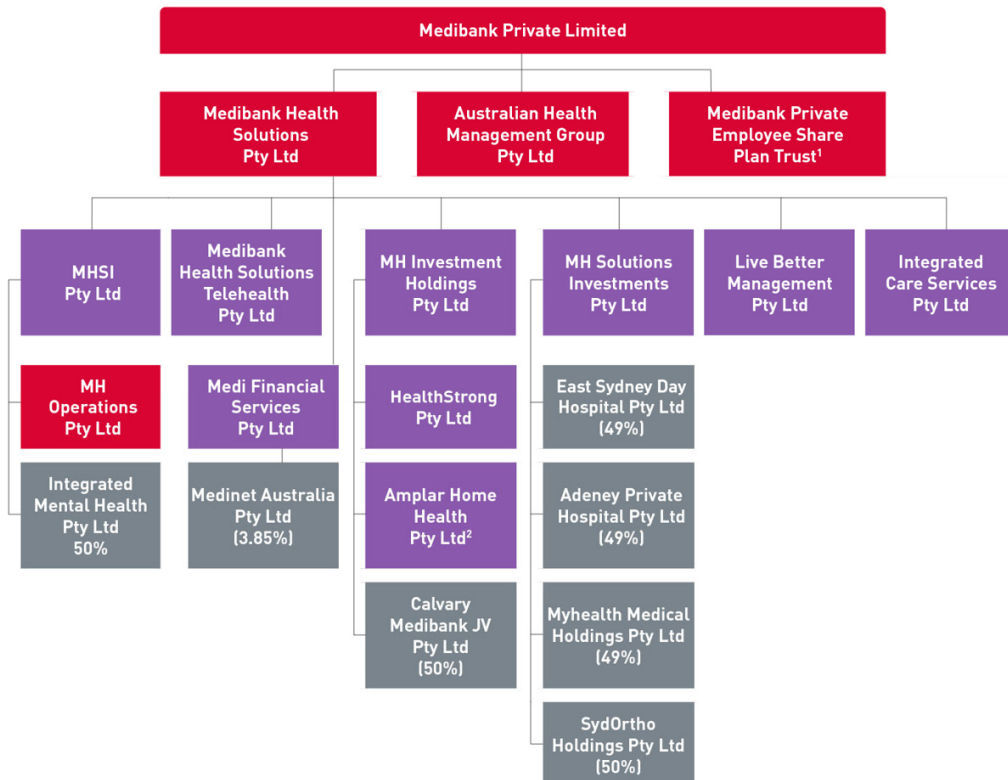 Medibank Private Limited
Medibank Health
Solutions
Pty Ltd
Australian Health
Management Group
Pty Ltd
Medibank Private
Employee Share
Plan Trust¹
MHSI
Pty Ltd
Medibank
Health Solutions
Telehealth
Pty Ltd
MH Investment
Holdings
Pty Ltd
MH Solutions
Investments
Pty Ltd
Live Better
Management
Pty Ltd
Integrated
Care Services
Pty Ltd
MH
Operations
Pty Ltd
Medi Financial
Services
Pty Ltd
HealthStrong
Pty Ltd
East Sydney Day
Hospital Pty Ltd
(49%)
Integrated
Mental Health
Pty Ltd
50%
Medinet Australia
Pty Ltd
(3.85%)
Amplar Home
Health
Pty Ltd²
Adeney Private
Hospital Pty Ltd
(49%)
Calvary
Medibank JV
Pty Ltd
(50%)
Myhealth Medical
Holdings Pty Ltd
(49%)
SydOrtho
Holdings Pty Ltd
(50%)